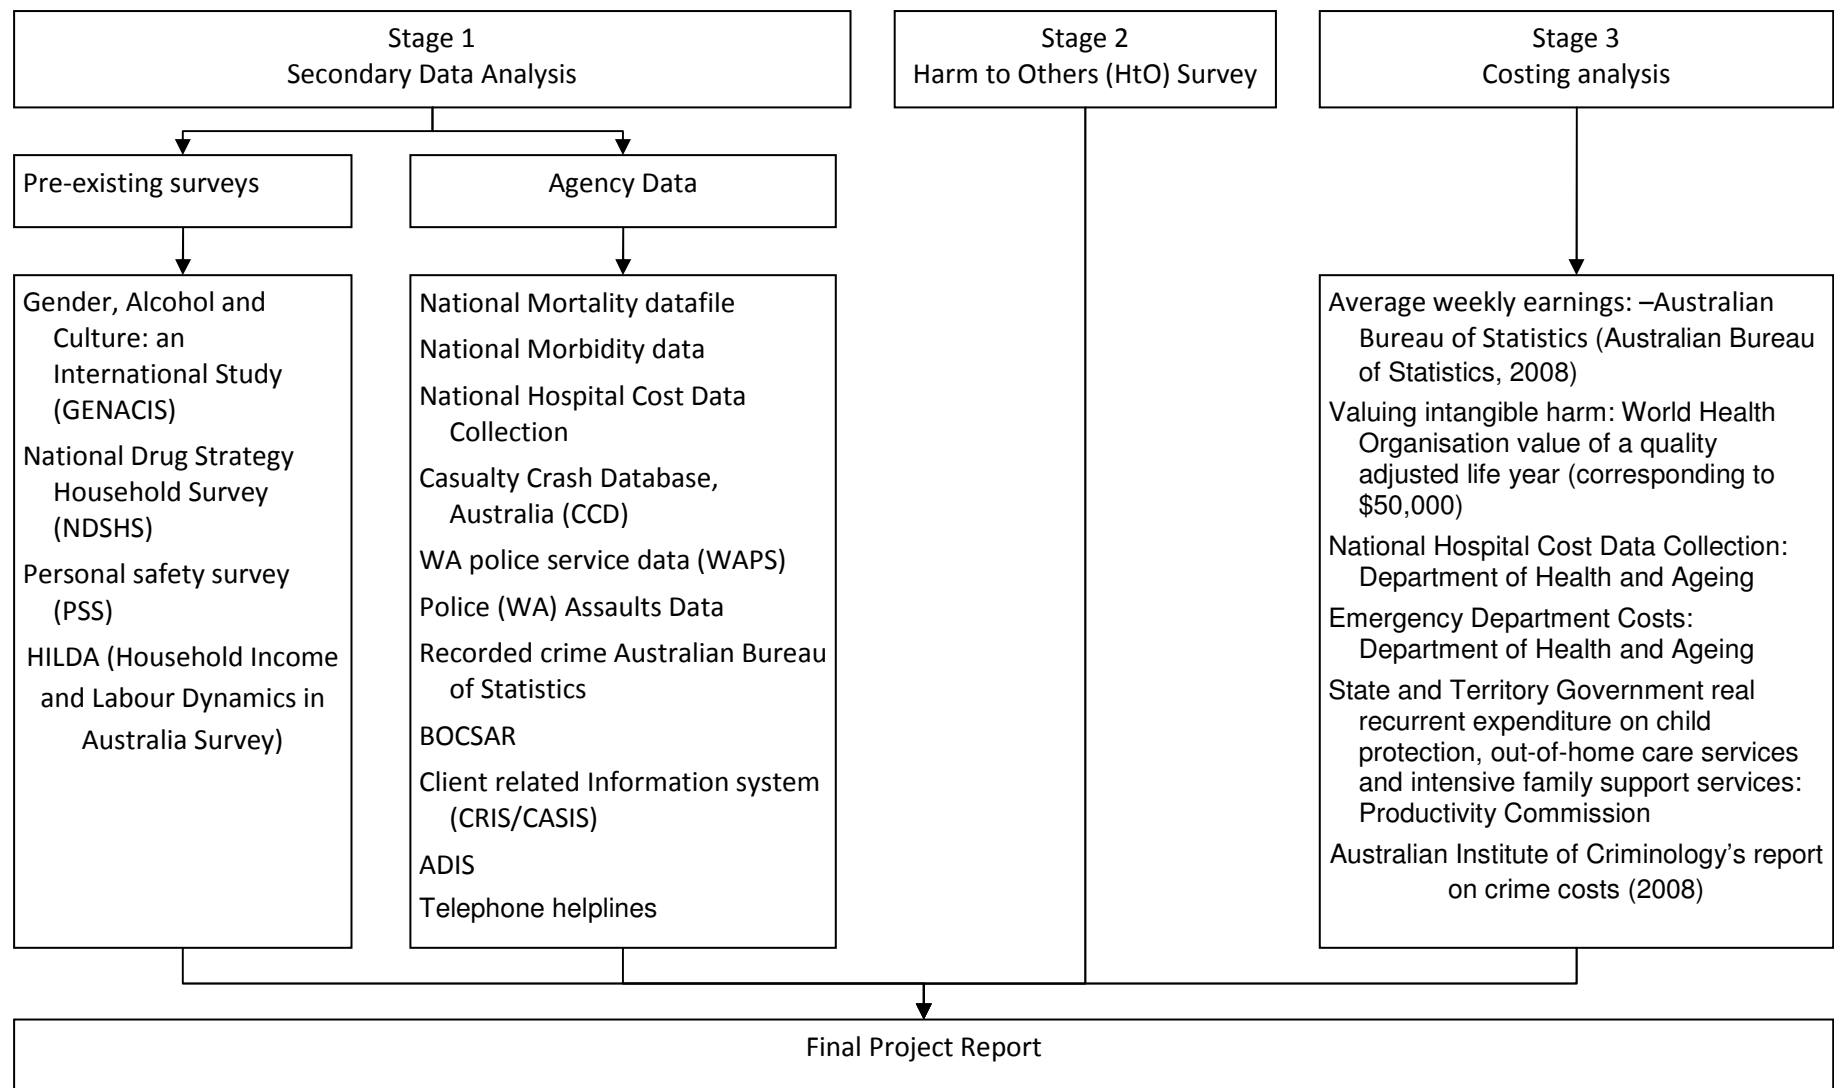 Stage 1
Secondary Data Analysis
Stage 2
Harm to Others (HtO) Survey
Stage 3
Costing analysis
Pre-existing surveys
Agency Data
Gender, Alcohol and
Culture: an
International Study
(GENACIS)
National Drug Strategy
Household Survey
(NDSHS)
Personal safety survey
(PSS)
HILDA (Household Income
and Labour Dynamics in
Australia Survey)
National Mortality datafile
National Morbidity data
National Hospital Cost Data
Collection
Casualty Crash Database,
Australia (CCD)
WA police service data (WAPS)
Police (WA) Assaults Data
Recorded crime Australian Bureau
of Statistics
BOCSAR
Client related Information system
(CRIS/CASIS)
ADIS
Telephone helplines
Average weekly earnings: –Australian
Bureau of Statistics (Australian Bureau
of Statistics, 2008)
Valuing intangible harm: World Health
Organisation value of a quality
adjusted life year (corresponding to
$50,000)
National Hospital Cost Data Collection:
Department of Health and Ageing
Emergency Department Costs:
Department of Health and Ageing
State and Territory Government real
recurrent expenditure on child
protection, out-of-home care services
and intensive family support services:
Productivity Commission
Australian Institute of Criminology’s report
on crime costs (2008)
Final Project Report